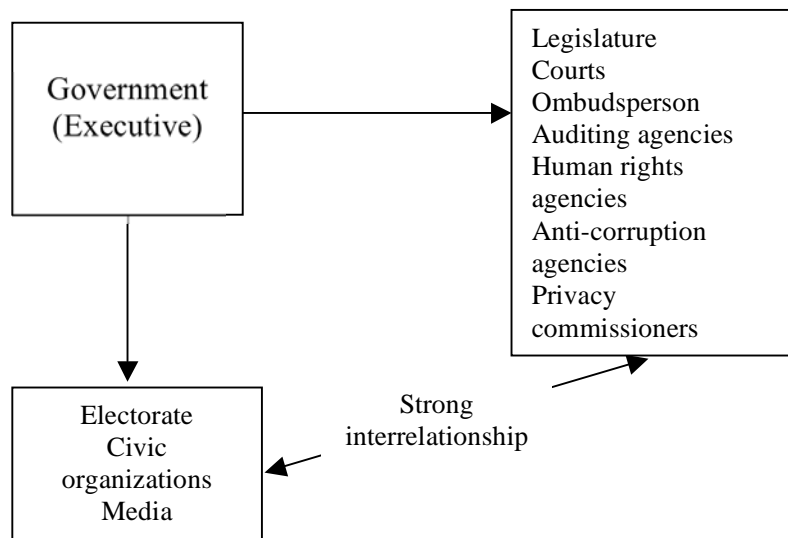 Government
(Executive)
Legislature
Courts
Ombudsperson
Auditing agencies
Human rights
agencies
Anti-corruption
agencies
Privacy
commissioners
Electorate
Civic
organizations
Media
Strong
interrelationship